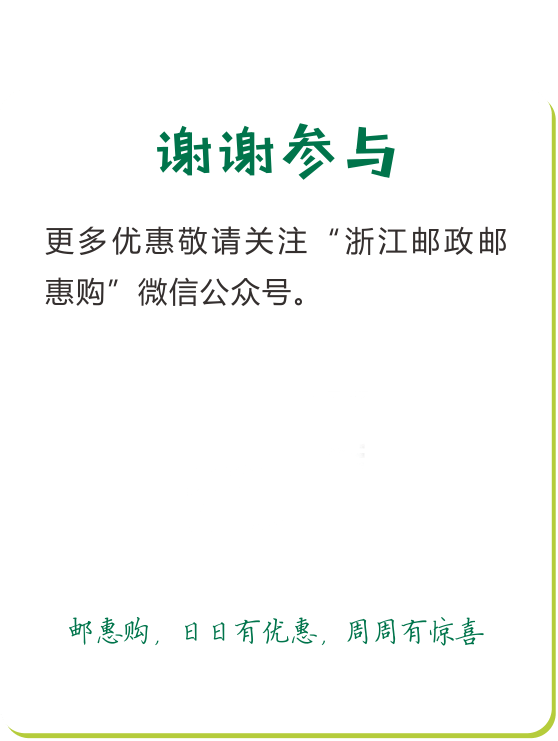 谢谢参与
更多优惠敬请关注“浙江邮政邮
惠购”微信公众号。
邮惠购，日日有优惠，周周有惊喜